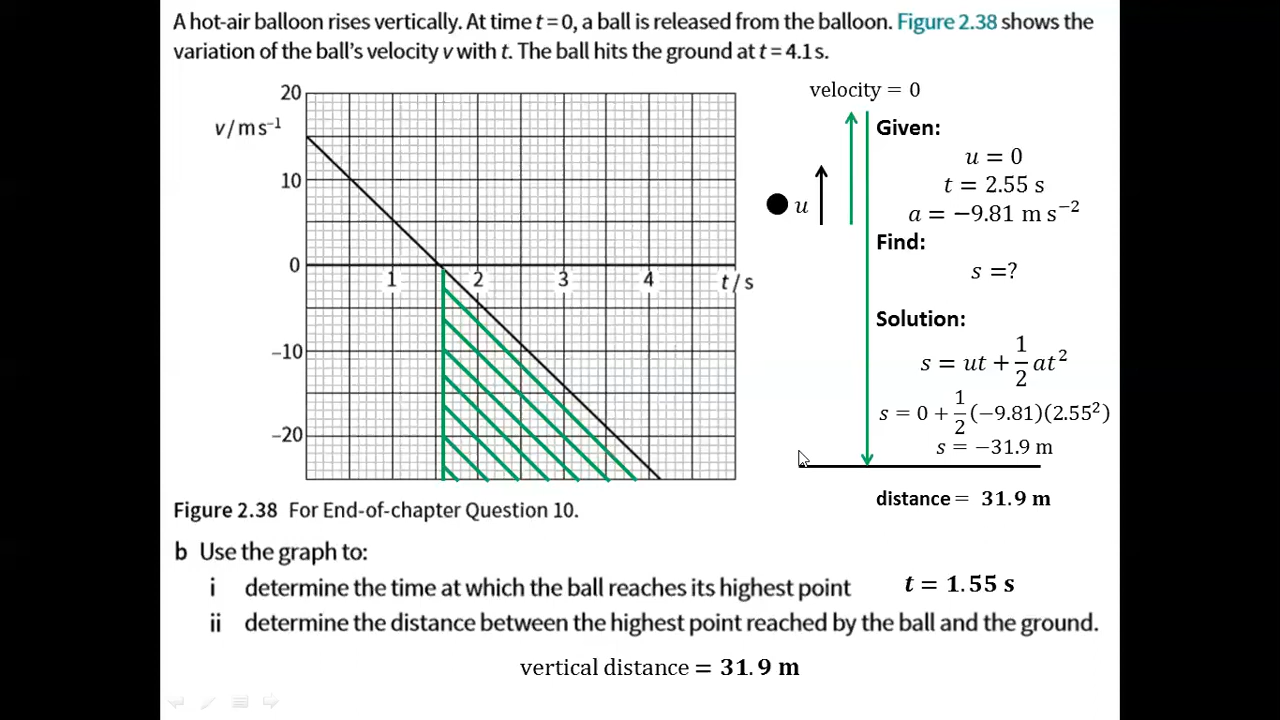 A hot-air balloon rises vertically. At time t = 0, a ball is released from the balloon. Figure 2.38 shows the
variation of the ball's velocity v with t. The ball hits the ground at t = 4.1 s.
20
v / m s⁻¹
10
0
1
2
3
4
t / s
−10
−20
velocity = 0
u
Given:
u = 0
t = 2.55 s
a = −9.81 m s⁻²
Find:
s =?
Solution:
s = ut + 1/2 at²
s = 0 + 1/2 (−9.81)(2.55²)
s = −31.9 m
distance = 31.9 m
Figure 2.38 For End-of-chapter Question 10.
b Use the graph to:
i determine the time at which the ball reaches its highest point
t = 1.55 s
ii determine the distance between the highest point reached by the ball and the ground.
vertical distance = 31.9 m